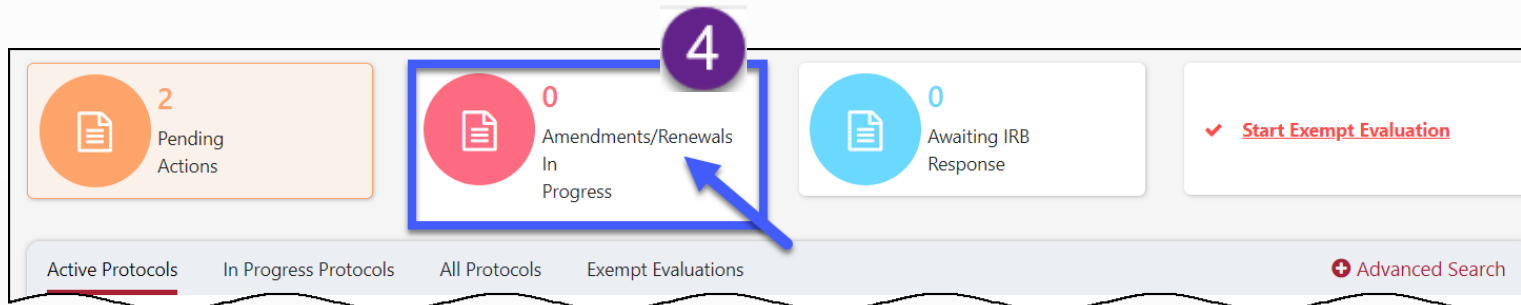 4
2
Pending
Actions
0
Amendments/Renewals
In
Progress
0
Awaiting IRB
Response
Start Exempt Evaluation
Active Protocols In Progress Protocols All Protocols Exempt Evaluations Advanced Search